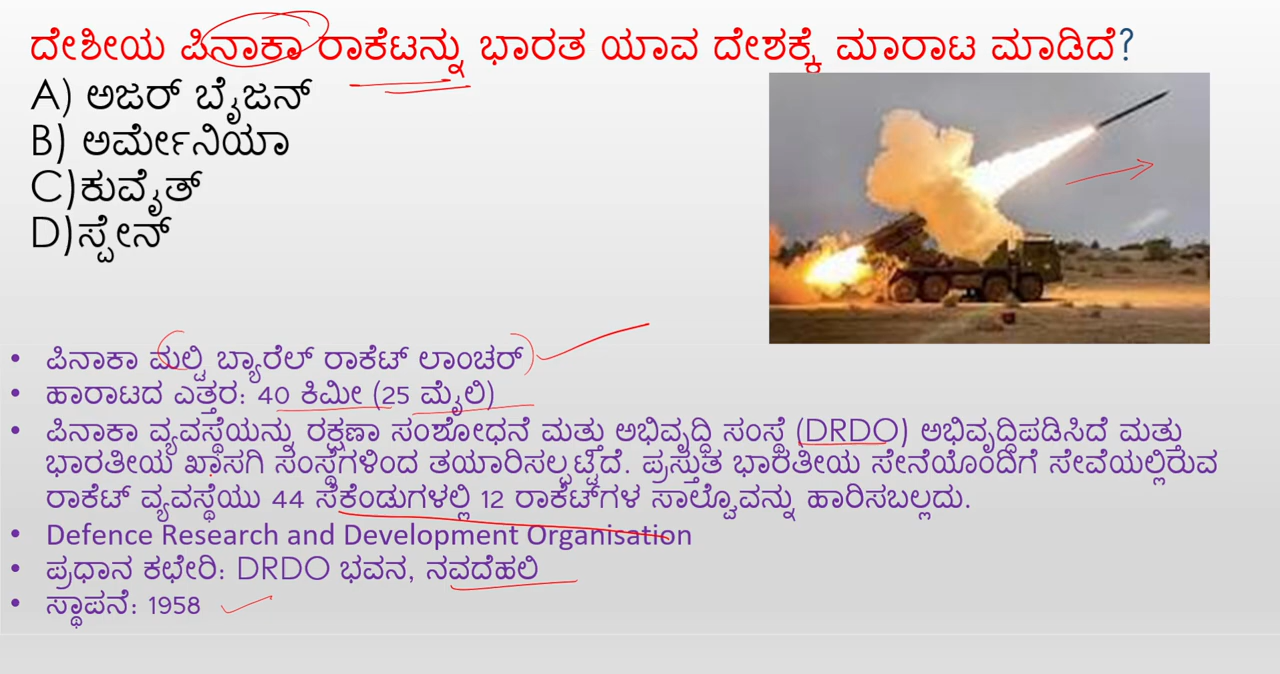 ದೇಶೀಯ ಪಿನಾಕಾ ರಾಕೆಟನ್ನು ಭಾರತ ಯಾವ ದೇಶಕ್ಕೆ ಮಾರಾಟ ಮಾಡಿದೆ?
A) ಅಜರ್ ಬೈಜನ್
B) ಅರ್ಮೇನಿಯಾ
C)ಕುವೈತ್
D)ಸ್ಪೇನ್
• ಪಿನಾಕಾ ಮಲ್ಟಿ ಬ್ಯಾರೆಲ್ ರಾಕೆಟ್ ಲಾಂಚರ್
• ಹಾರಾಟದ ಎತ್ತರ: 40 ಕಿಮೀ (25 ಮೈಲಿ)
• ಪಿನಾಕಾ ವ್ಯವಸ್ಥೆಯನ್ನು ರಕ್ಷಣಾ ಸಂಶೋಧನೆ ಮತ್ತು ಅಭಿವೃದ್ಧಿ ಸಂಸ್ಥೆ (DRDO) ಅಭಿವೃದ್ಧಿಪಡಿಸಿದೆ ಮತ್ತು
ಭಾರತೀಯ ಖಾಸಗಿ ಸಂಸ್ಥೆಗಳಿಂದ ತಯಾರಿಸಲ್ಪಟ್ಟಿದೆ. ಪ್ರಸ್ತುತ ಭಾರತೀಯ ಸೇನೆಯೊಂದಿಗೆ ಸೇವೆಯಲ್ಲಿರುವ
ರಾಕೆಟ್ ವ್ಯವಸ್ಥೆಯು 44 ಸೆಕೆಂಡುಗಳಲ್ಲಿ 12 ರಾಕೆಟ್‌ಗಳ ಸಾಲ್ವೊವನ್ನು ಹಾರಿಸಬಲ್ಲದು.
• Defence Research and Development Organisation
• ಪ್ರಧಾನ ಕಛೇರಿ: DRDO ಭವನ, ನವದೆಹಲಿ
• ಸ್ಥಾಪನೆ: 1958